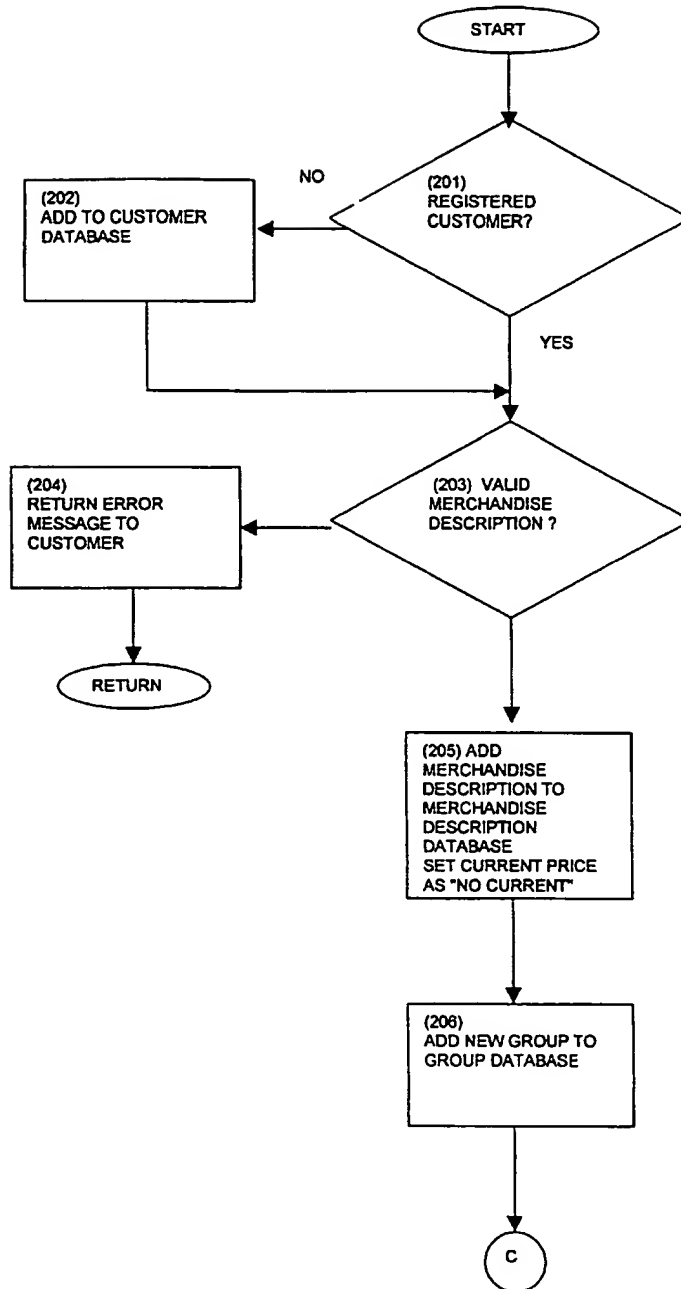 START
(201)
REGISTERED
CUSTOMER?
NO
(202)
ADD TO CUSTOMER
DATABASE
YES
(203) VALID
MERCHANDISE
DESCRIPTION ?
(204)
RETURN ERROR
MESSAGE TO
CUSTOMER
RETURN
(205) ADD
MERCHANDISE
DESCRIPTION TO
MERCHANDISE
DESCRIPTION
DATABASE
SET CURRENT PRICE
AS "NO CURRENT"
(206)
ADD NEW GROUP TO
GROUP DATABASE
C